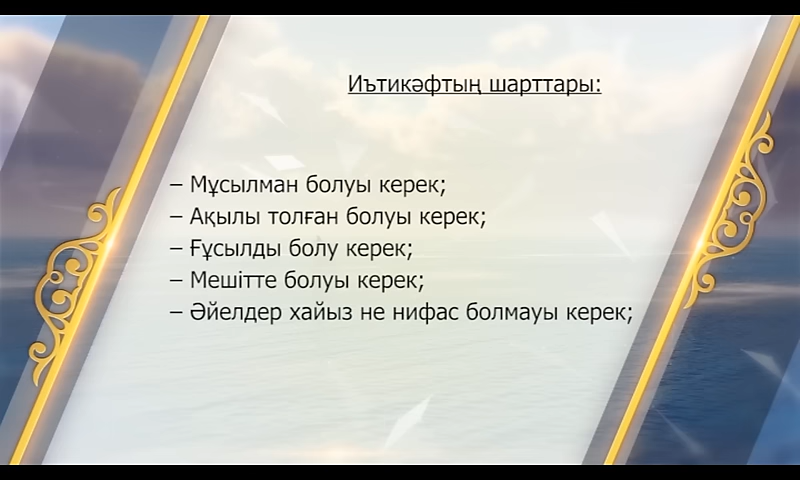 Иътикәфтың шарттары:
– Мұсылман болуы керек;
– Ақылы толған болуы керек;
– Ғұсылды болу керек;
– Мешітте болуы керек;
– Әйелдер хайыз не нифас болмауы керек;